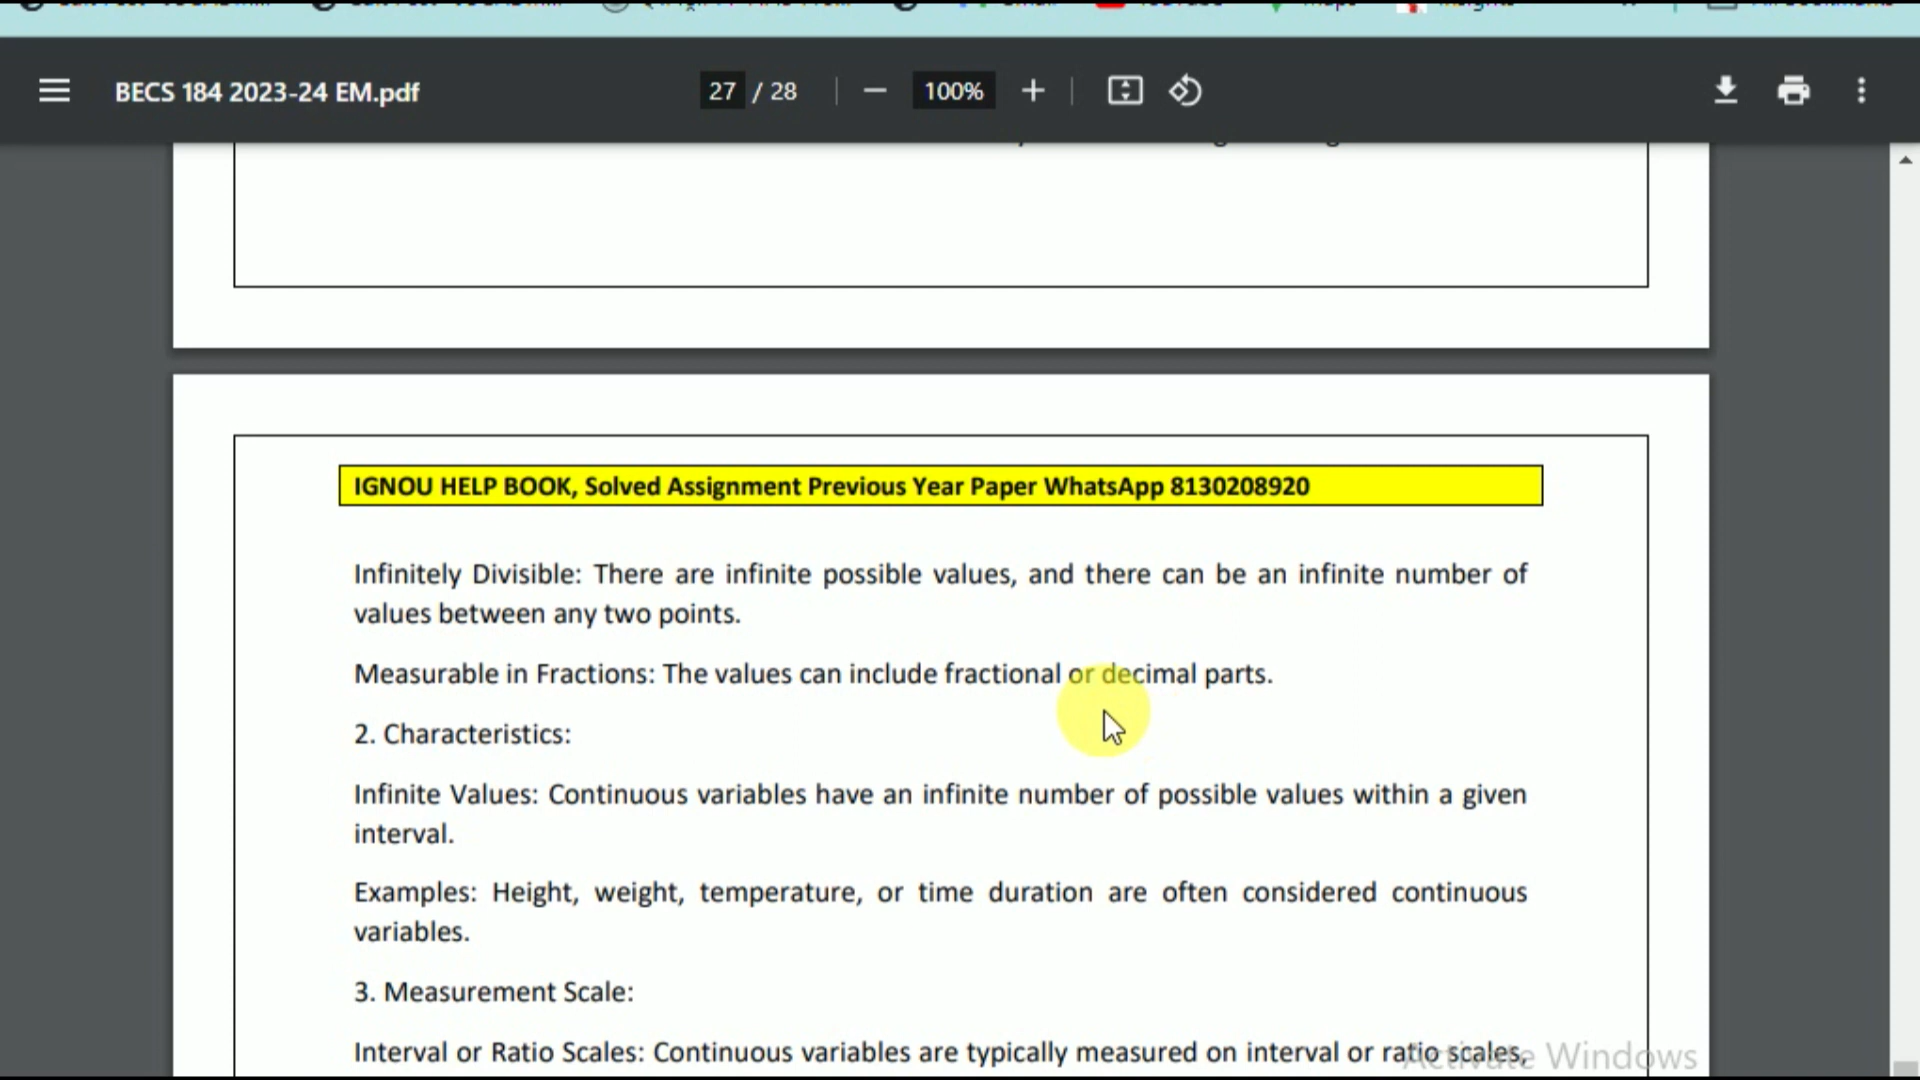 BECS 184 2023-24 EM.pdf
27 / 28
100%
IGNOU HELP BOOK, Solved Assignment Previous Year Paper WhatsApp 8130208920
Infinitely Divisible: There are infinite possible values, and there can be an infinite number of
values between any two points.
Measurable in Fractions: The values can include fractional or decimal parts.
2. Characteristics:
Infinite Values: Continuous variables have an infinite number of possible values within a given
interval.
Examples: Height, weight, temperature, or time duration are often considered continuous
variables.
3. Measurement Scale:
Interval or Ratio Scales: Continuous variables are typically measured on interval or ratio scales,
Activate Windows